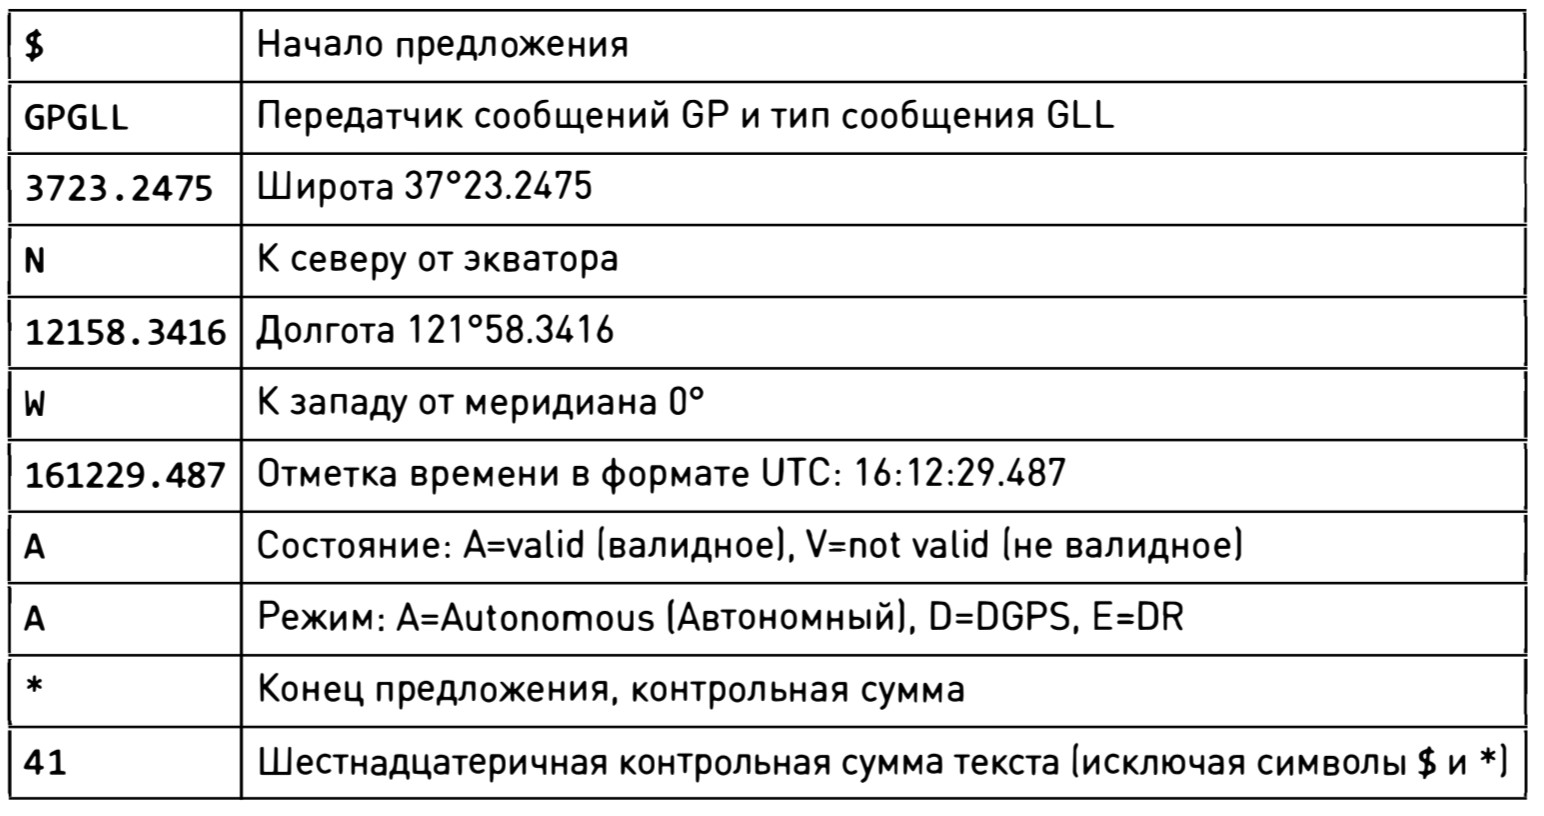 $ Начало предложения
GPGLL Передатчик сообщений GP и тип сообщения GLL
3723.2475 Широта 37°23.2475
N К северу от экватора
12158.3416 Долгота 121°58.3416
W К западу от меридиана 0°
161229.487 Отметка времени в формате UTC: 16:12:29.487
A Состояние: A=valid (валидное), V=not valid (не валидное)
A Режим: A=Autonomous (Автономный), D=DGPS, E=DR
* Конец предложения, контрольная сумма
41 Шестнадцатеричная контрольная сумма текста (исключая символы $ и *)